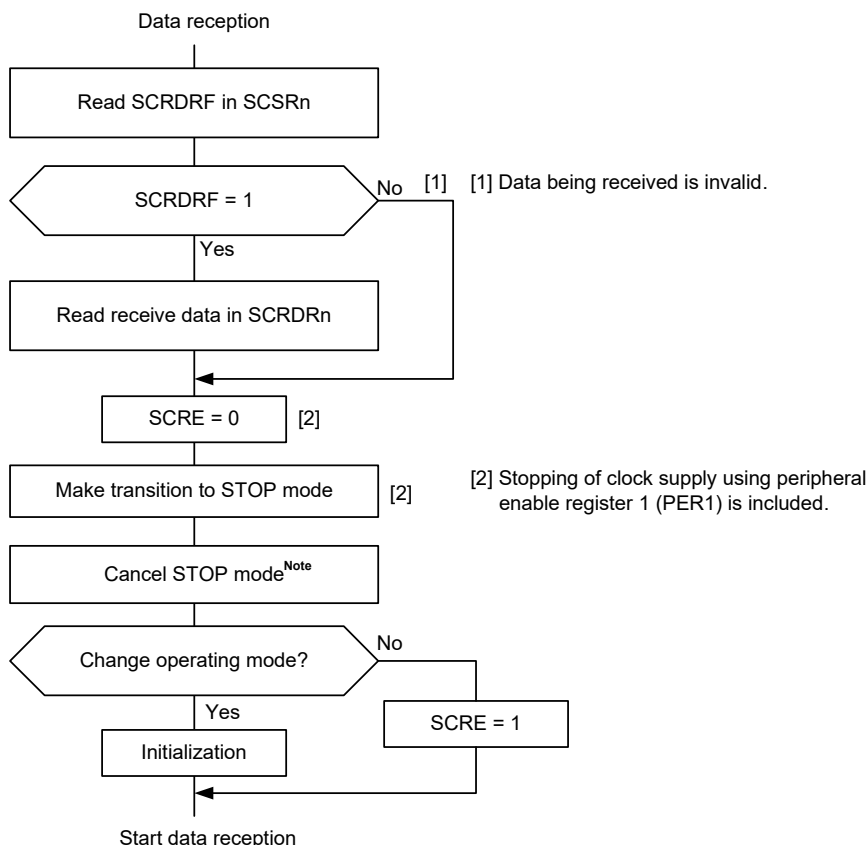 Data reception
Read SCRDRF in SCSRn
SCRDRF = 1
No
[1]
[1] Data being received is invalid.
Yes
Read receive data in SCRDRn
SCRE = 0
[2]
Make transition to STOP mode
[2]
[2] Stopping of clock supply using peripheral
enable register 1 (PER1) is included.
Cancel STOP modeNote
Change operating mode?
No
Yes
SCRE = 1
Initialization
Start data reception